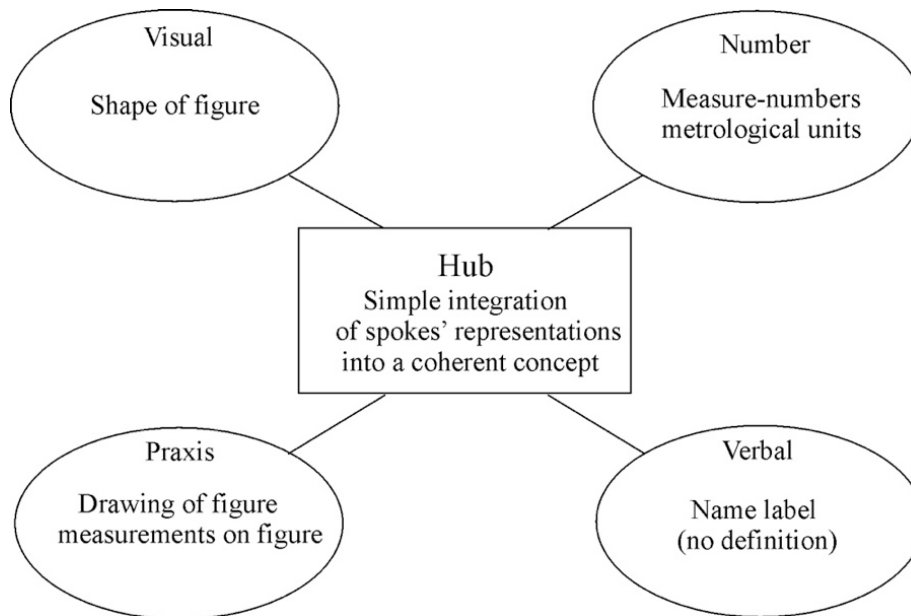 Visual
Shape of figure
Number
Measure-numbers
metrological units
Hub
Simple integration
of spokes’ representations
into a coherent concept
Praxis
Drawing of figure
measurements on figure
Verbal
Name label
(no definition)